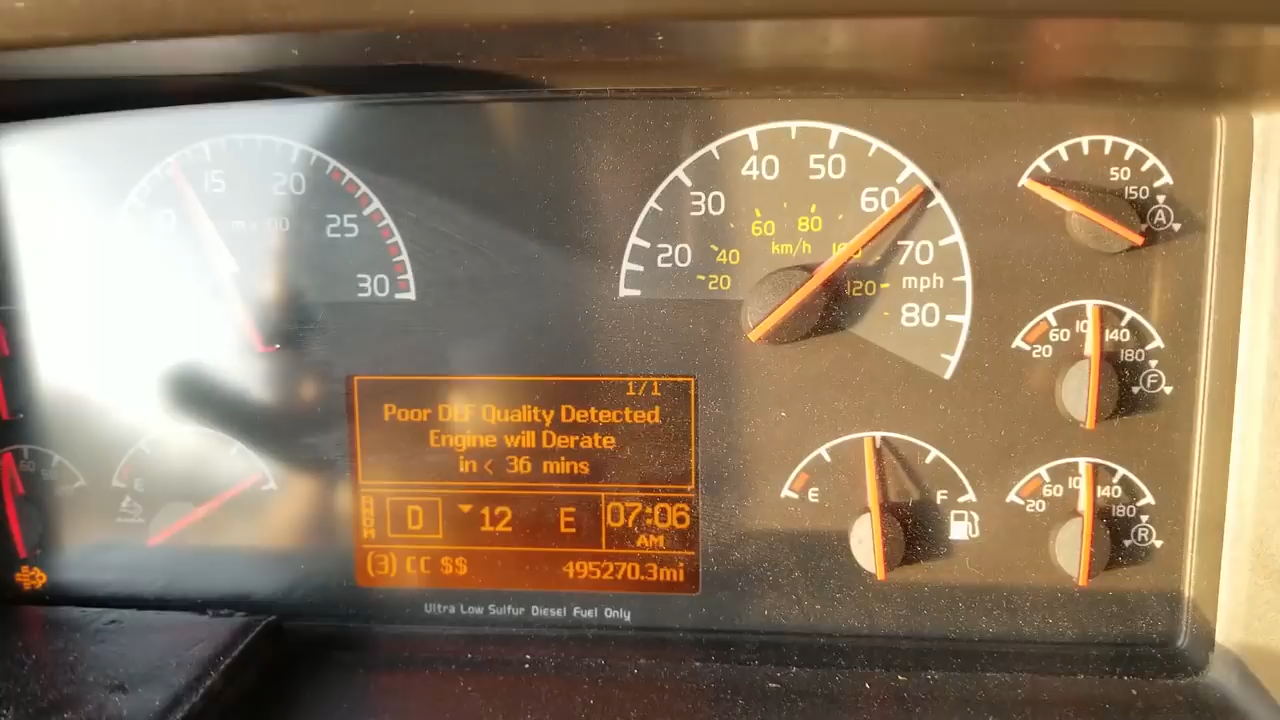 15
20
25
30
20
30
40
50
60
70
80
mph
20
40
60
80
120
km/h
50
150
A
20
60
10
140
180
F
1/1
Poor DEF Quality Detected
Engine will Derate
in < 36 mins
D
12
E
07:06
AM
(3) CC $$
495270.3mi
Ultra Low Sulfur Diesel Fuel Only
E
E
F
20
60
10
140
180
R